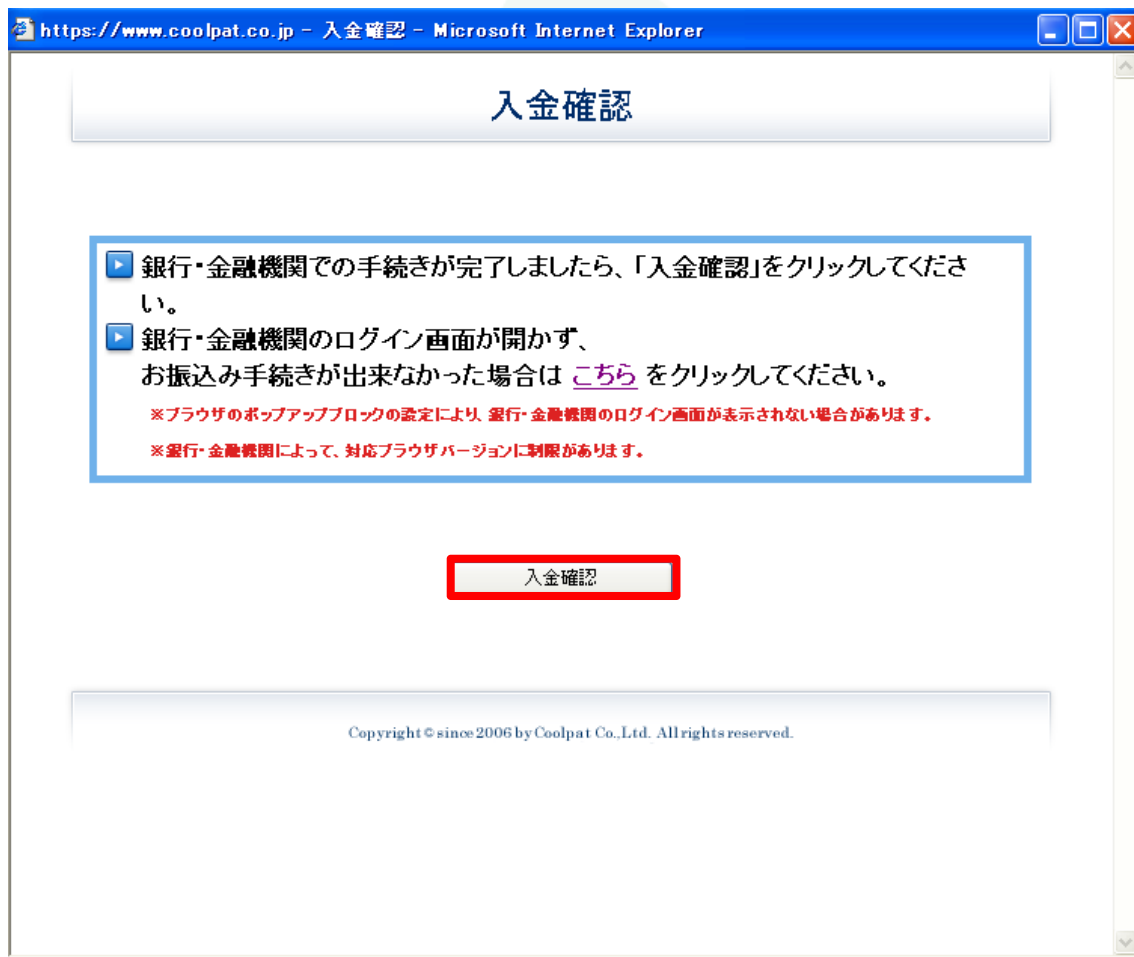 https://www.coolpat.co.jp - 入金確認 - Microsoft Internet Explorer
入金確認
銀行・金融機関での手続きが完了しましたら、「入金確認」をクリックしてくださ
い。
銀行・金融機関のログイン画面が開かず、
お振込み手続きが出来なかった場合は こちら をクリックしてください。
※ブラウザのポップアップブロックの設定により、銀行・金融機関のログイン画面が表示されない場合があります。
※銀行・金融機関によって、対応ブラウザバージョンに制限があります。
入金確認
Copyright © since 2006 by Coolpat Co.,Ltd. All rights reserved.